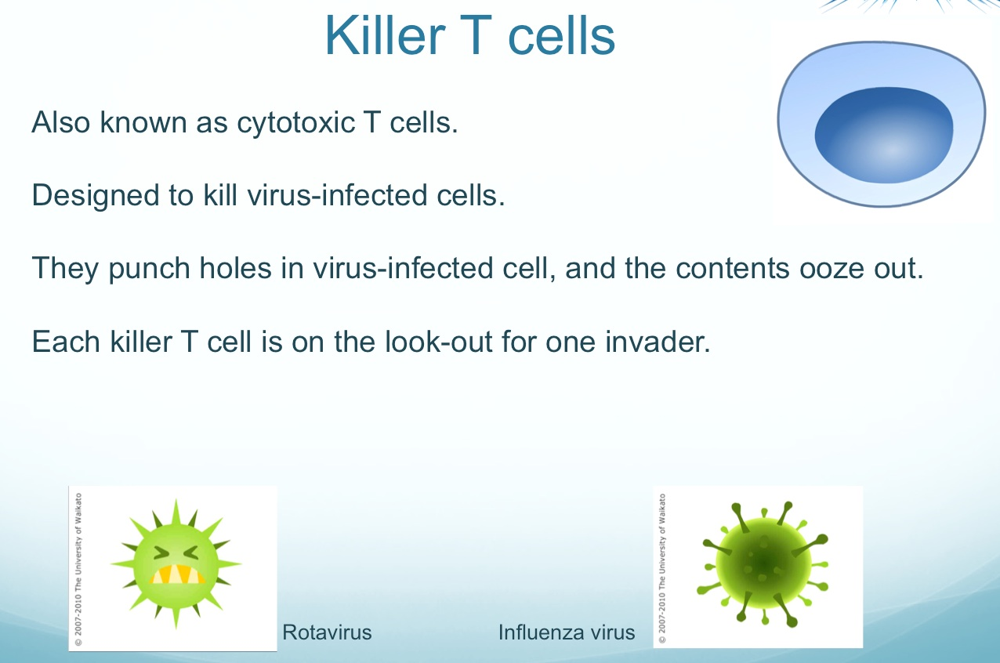 Killer T cells
Also known as cytotoxic T cells.
Designed to kill virus-infected cells.
They punch holes in virus-infected cell, and the contents ooze out.
Each killer T cell is on the look-out for one invader.
© 2007-2010 The University of Waikato
Rotavirus
Influenza virus
© 2007-2010 The University of Waikato